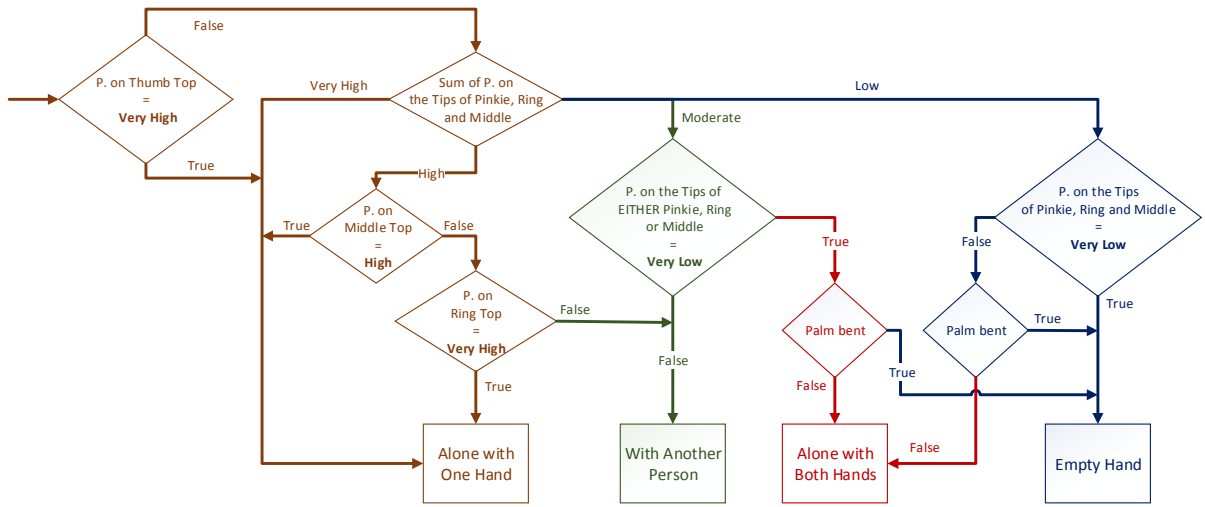 False
P. on Thumb Top
=
Very High
True
Very High
Sum of P. on
the Tips of Pinkie, Ring
and Middle
Low
Moderate
High
P. on
Middle Top
=
High
True
False
P. on
Ring Top
=
Very High
False
True
P. on the Tips of
EITHER Pinkie, Ring
or Middle
=
Very Low
True
False
P. on the Tips
of Pinkie, Ring and Middle
=
Very Low
False
True
Palm bent
True
False
Palm bent
True
False
Alone with
One Hand
With Another
Person
Alone with
Both Hands
Empty Hand